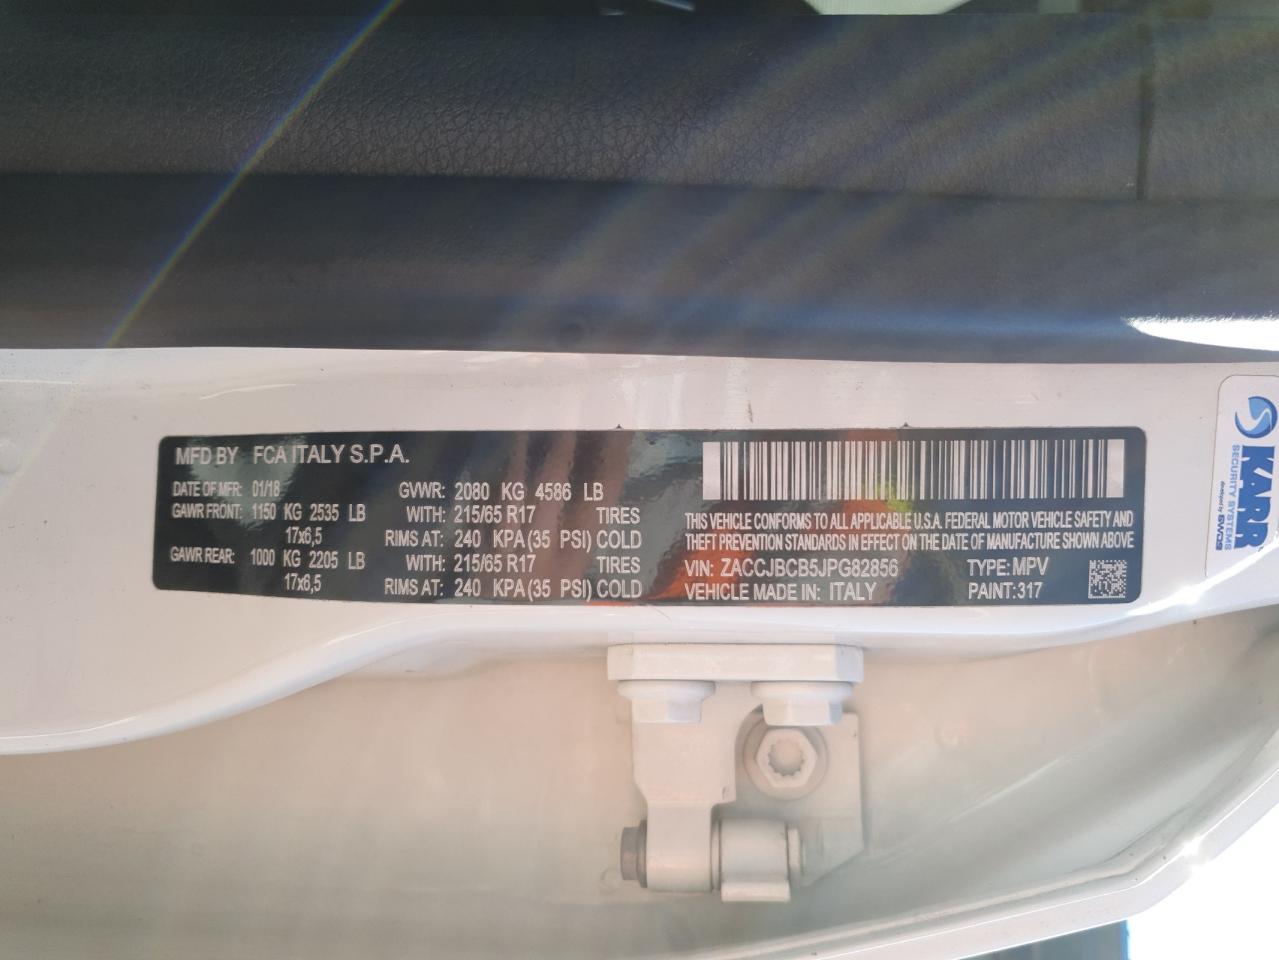 MFD BY FCA ITALY S.P.A.
DATE OF MFR: 01/18 GVWR: 2080 KG 4586 LB
GAWR FRONT: 1150 KG 2535 LB WITH: 215/65 R17 TIRES
17x6,5 RIMS AT: 240 KPA(35 PSI) COLD
GAWR REAR: 1000 KG 2205 LB WITH: 215/65 R17 TIRES
17x6,5 RIMS AT: 240 KPA(35 PSI) COLD
THIS VEHICLE CONFORMS TO ALL APPLICABLE U.S.A. FEDERAL MOTOR VEHICLE SAFETY AND
THEFT PREVENTION STANDARDS IN EFFECT ON THE DATE OF MANUFACTURE SHOWN ABOVE
VIN: ZACCJBCB5JPG82856 TYPE: MPV
VEHICLE MADE IN: ITALY PAINT:317
KARR
SECURITY SYSTEMS
SWDS